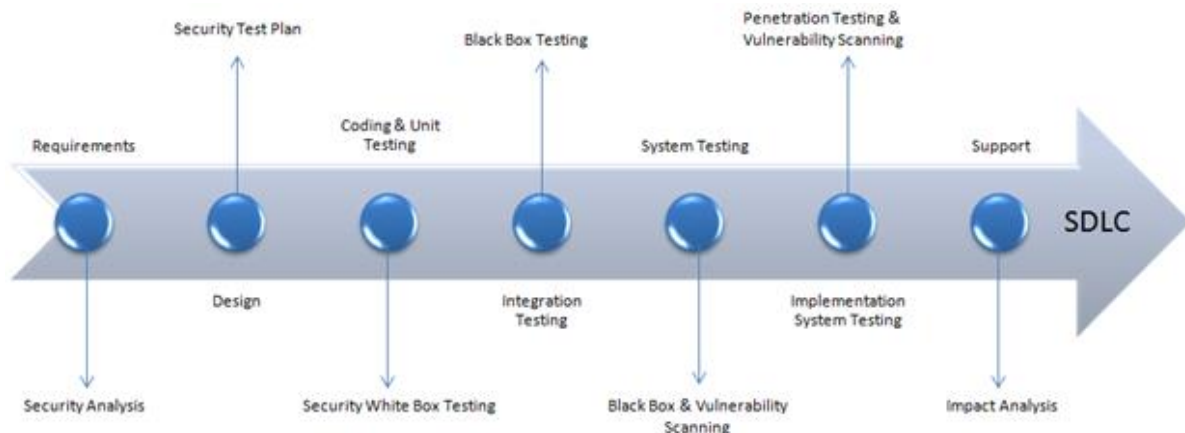 Security Test Plan
Black Box Testing
Penetration Testing &
Vulnerability Scanning
Requirements
Coding & Unit
Testing
System Testing
Support
SDLC
Design
Integration
Testing
Implementation
System Testing
Security Analysis
Security White Box Testing
Black Box & Vulnerability
Scanning
Impact Analysis